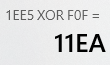 1EE5 XOR F0F =
11EA